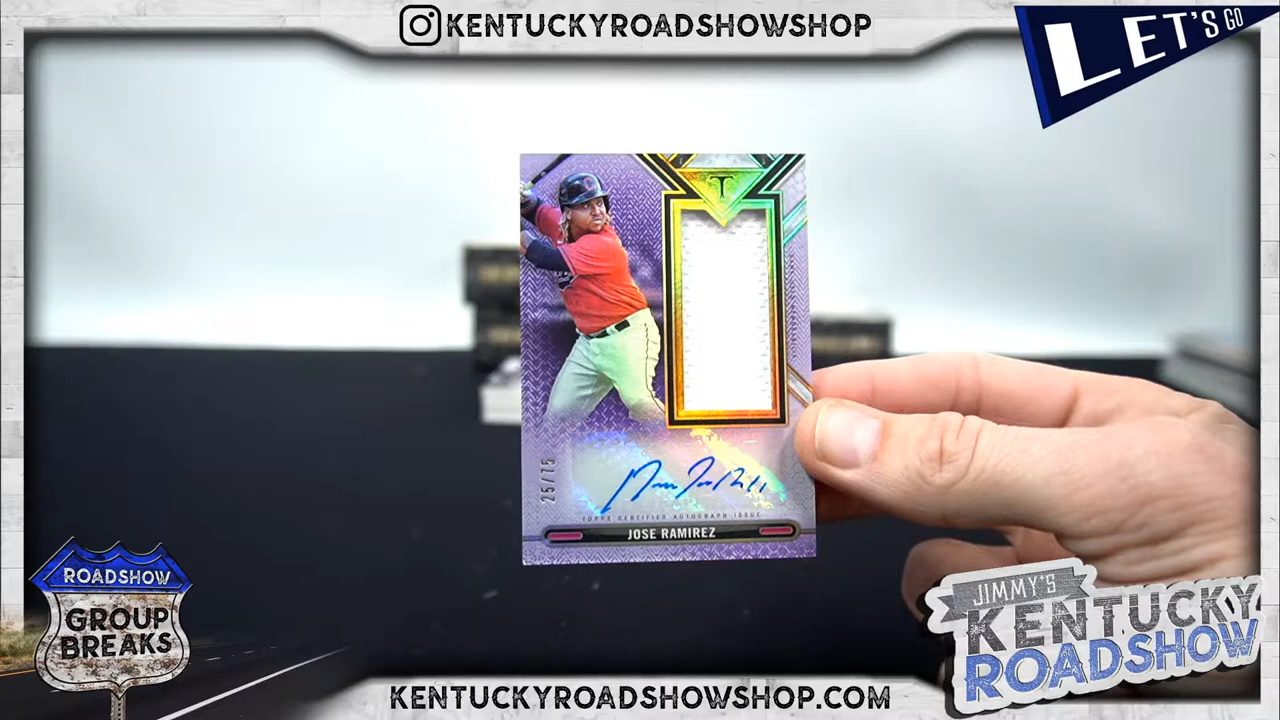 KENTUCKYROADSHOWSHOP
LET'S GO
T
25/75
TOPPS CERTIFIED AUTOGRAPH ISSUE
JOSE RAMIREZ
ROADSHOW
GROUP
BREAKS
JIMMY'S
KENTUCKY
ROADSHOW
KENTUCKYROADSHOWSHOP.COM